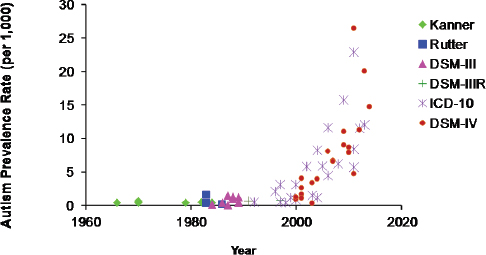 Autism Prevalence Rate (per 1,000)
30
25
20
15
10
5
0
1960
1980
2000
2020
Year
Kanner
Rutter
DSM-III
DSM-IIIR
ICD-10
DSM-IV